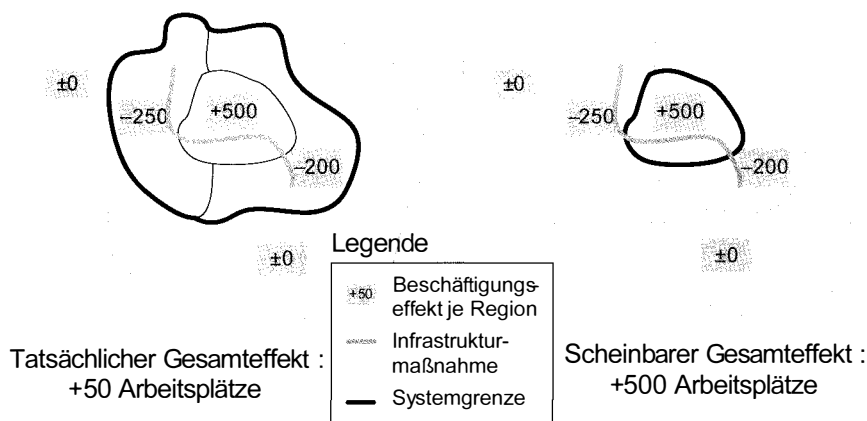 ±0
–250
+500
–200
±0
±0
–250
+500
–200
±0
Legende
+50
Beschäftigungs-
effekt je Region
Infrastruktur-
maßnahme
Systemgrenze
Tatsächlicher Gesamteffekt :
+50 Arbeitsplätze
Scheinbarer Gesamteffekt :
+500 Arbeitsplätze